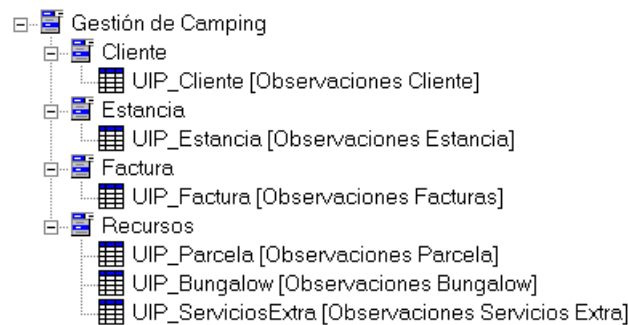 Gestión de Camping
Cliente
UIP_Cliente [Observaciones Cliente]
Estancia
UIP_Estancia [Observaciones Estancia]
Factura
UIP_Factura [Observaciones Facturas]
Recursos
UIP_Parcela [Observaciones Parcela]
UIP_Bungalow [Observaciones Bungalow]
UIP_ServiciosExtra [Observaciones Servicios Extra]